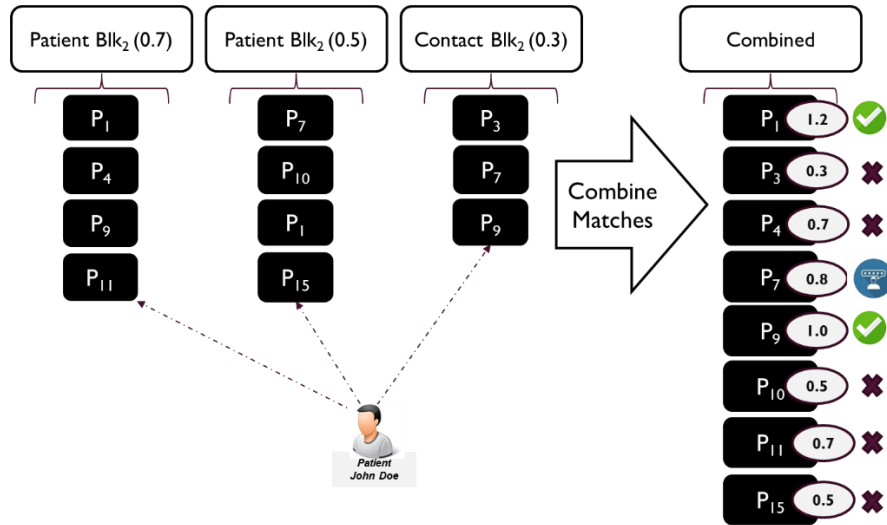 Patient Blk₂ (0.7)
Patient Blk₂ (0.5)
Contact Blk₂ (0.3)
Combined
P₁
P₄
P₉
P₁₁
P₇
P₁₀
P₁
P₁₅
P₃
P₇
P₉
Combine
Matches
P₁ 1.2
P₃ 0.3
P₄ 0.7
P₇ 0.8
P₉ 1.0
P₁₀ 0.5
P₁₁ 0.7
P₁₅ 0.5
Patient
John Doe